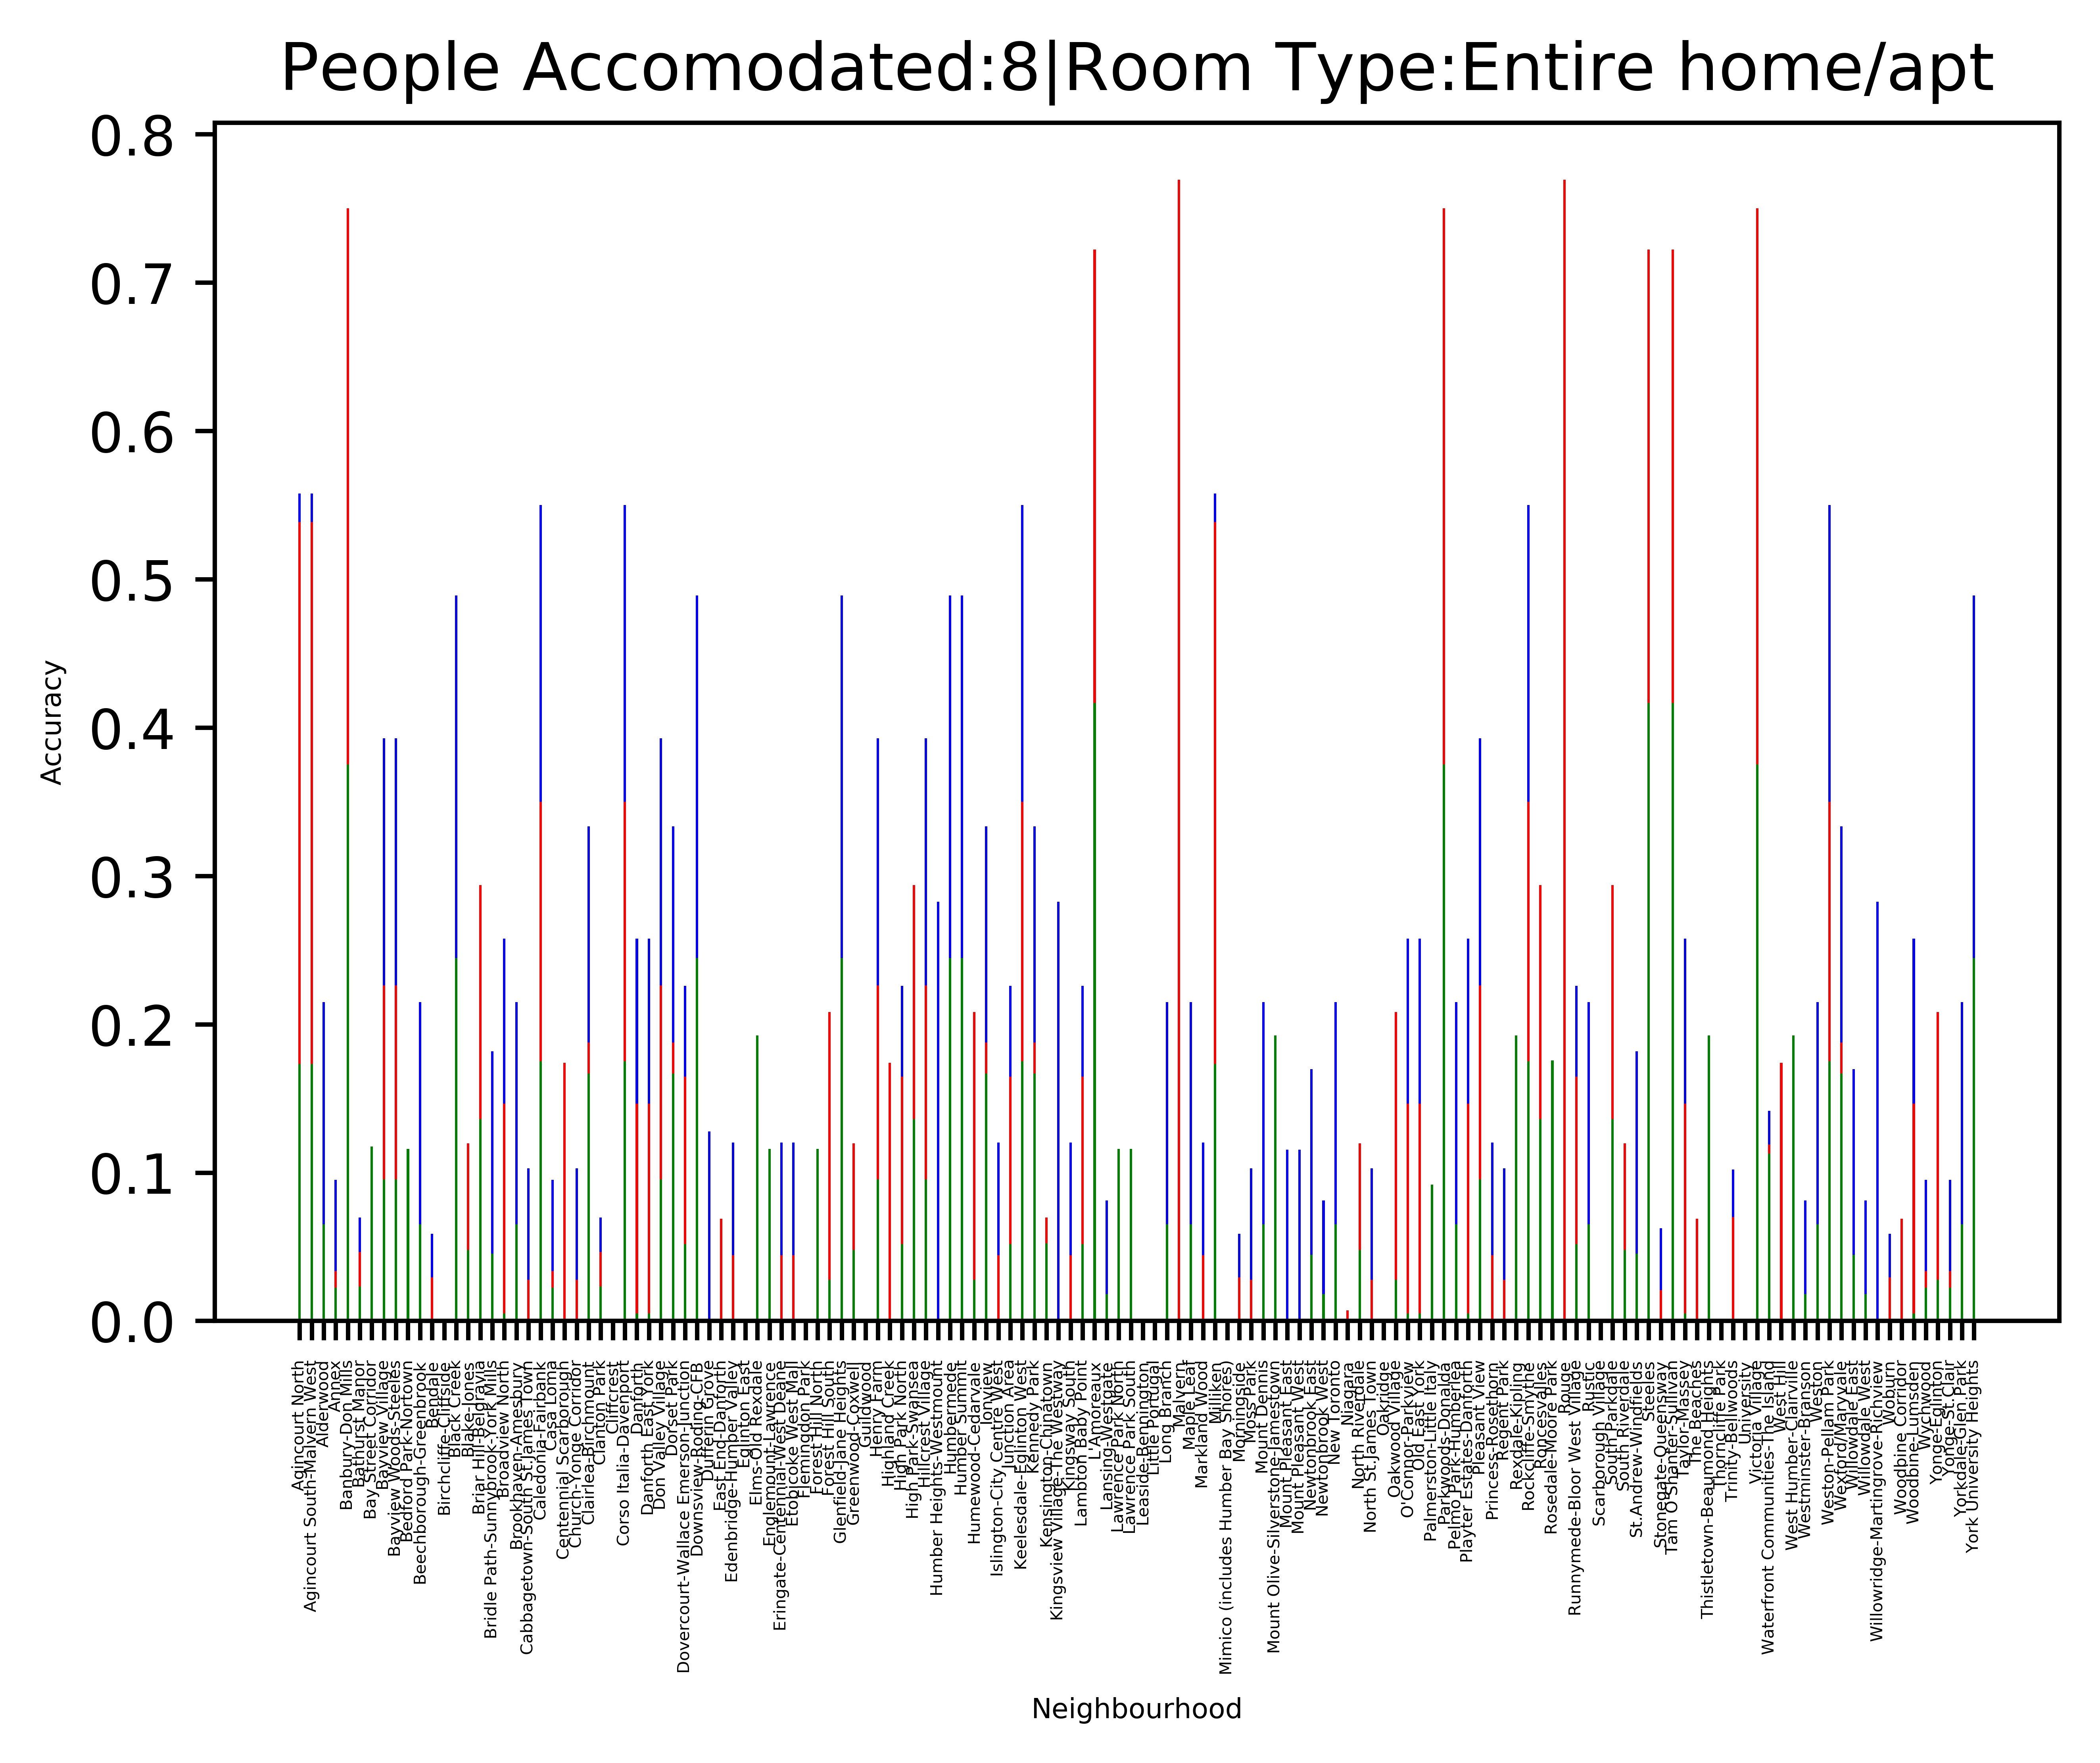 People Accomodated:8|Room Type:Entire home/apt
0.8
0.7
0.6
0.5
0.4
0.3
0.2
0.1
0.0
Accuracy
Agincourt North
Agincourt South-Malvern West
Alderwood
Annex
Banbury-Don Mills
Bathurst Manor
Bay Street Corridor
Bayview Village
Bayview Woods-Steeles
Bedford Park-Nortown
Beechborough-Greenbrook
Bendale
Birchcliffe-Cliffside
Black Creek
Blake-Jones
Briar Hill-Belgravia
Bridle Path-Sunnybrook-York Mills
Broadview North
Brookhaven-Amesbury
Cabbagetown-South St.James Town
Caledonia-Fairbank
Casa Loma
Centennial Scarborough
Church-Yonge Corridor
Clairlea-Birchmount
Clanton Park
Cliffcrest
Corso Italia-Davenport
Danforth
Danforth East York
Don Valley Village
Dorset Park
Dovercourt-Wallace Emerson-Junction
Downsview-Roding-CFB
Dufferin Grove
East End-Danforth
Edenbridge-Humber Valley
Eglinton East
Elms-Old Rexdale
Englemount-Lawrence
Eringate-Centennial-West Deane
Etobicoke West Mall
Flemingdon Park
Forest Hill North
Forest Hill South
Glenfield-Jane Heights
Greenwood-Coxwell
Guildwood
Henry Farm
Highland Creek
High Park North
High Park-Swansea
Hillcrest Village
Humber Heights-Westmount
Humbermede
Humber Summit
Humewood-Cedarvale
Ionview
Islington-City Centre West
Junction Area
Keelesdale-Eglinton West
Kennedy Park
Kensington-Chinatown
Kingsview Village-The Westway
Kingsway South
Lambton Baby Point
L'Amoreaux
Lansing-Westgate
Lawrence Park North
Lawrence Park South
Leaside-Bennington
Little Portugal
Long Branch
Malvern
Maple Leaf
Markland Wood
Milliken
Mimico (includes Humber Bay Shores)
Morningside
Moss Park
Mount Dennis
Mount Olive-Silverstone-Jamestown
Mount Pleasant East
Mount Pleasant West
Newtonbrook East
Newtonbrook West
New Toronto
Niagara
North Riverdale
North St.James Town
Oakridge
Oakwood Village
O'Connor-Parkview
Old East York
Palmerston-Little Italy
Parkwoods-Donalda
Pelmo Park-Humberlea
Playter Estates-Danforth
Pleasant View
Princess-Rosethorn
Regent Park
Rexdale-Kipling
Rockcliffe-Smythe
Roncesvalles
Rosedale-Moore Park
Rouge
Runnymede-Bloor West Village
Rustic
Scarborough Village
South Parkdale
South Riverdale
St.Andrew-Windfields
Steeles
Stonegate-Queensway
Tam O'Shanter-Sullivan
Taylor-Massey
The Beaches
Thistletown-Beaumond Heights
Thorncliffe Park
Trinity-Bellwoods
University
Victoria Village
Waterfront Communities-The Island
West Hill
West Humber-Clairville
Westminster-Branson
Weston
Weston-Pellam Park
Wexford/Maryvale
Willowdale East
Willowdale West
Willowridge-Martingrove-Richview
Woburn
Woodbine Corridor
Woodbine-Lumsden
Wychwood
Yonge-Eglinton
Yonge-St.Clair
Yorkdale-Glen Park
York University Heights
Neighbourhood